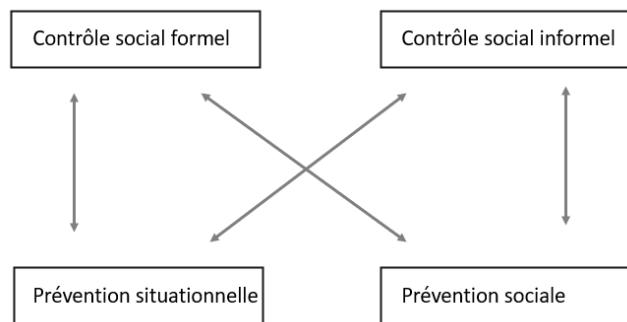 Contrôle social formel
Contrôle social informel
Prévention situationnelle
Prévention sociale